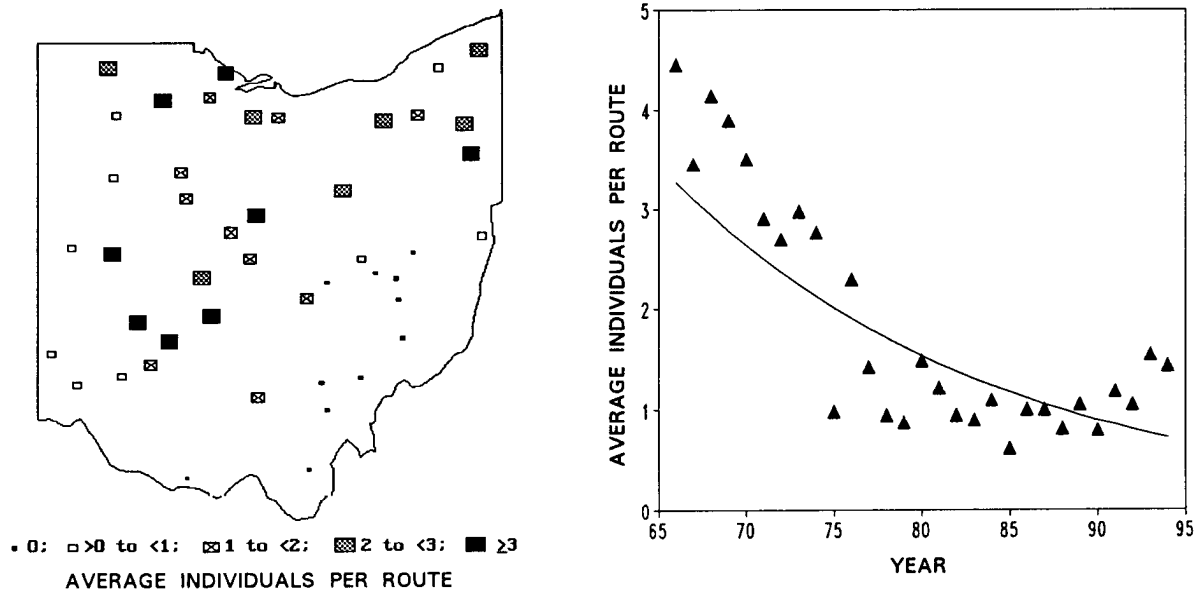 0; >0 to <1; 1 to <2; 2 to <3; ≥3
AVERAGE INDIVIDUALS PER ROUTE
AVERAGE INDIVIDUALS PER ROUTE
5
4
3
2
1
0
65 70 75 80 85 90 95
YEAR